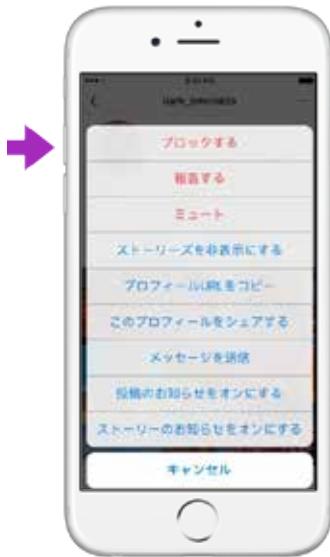 ブロックする
報告する
ミュート
ストーリーズを非表示にする
プロフィールURLをコピー
このプロフィールをシェアする
メッセージを送信
投稿のお知らせをオンにする
ストーリーのお知らせをオンにする
キャンセル